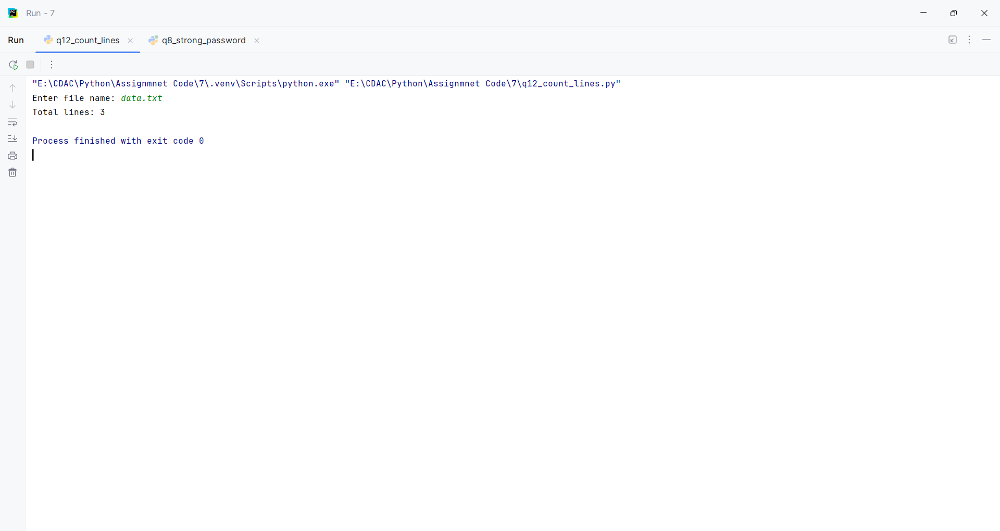 PC
Run - 7
Run q12_count_lines q8_strong_password
"E:\CDAC\Python\Assignmnet Code\7\.venv\Scripts\python.exe" "E:\CDAC\Python\Assignmnet Code\7\q12_count_lines.py"
Enter file name: data.txt
Total lines: 3
Process finished with exit code 0